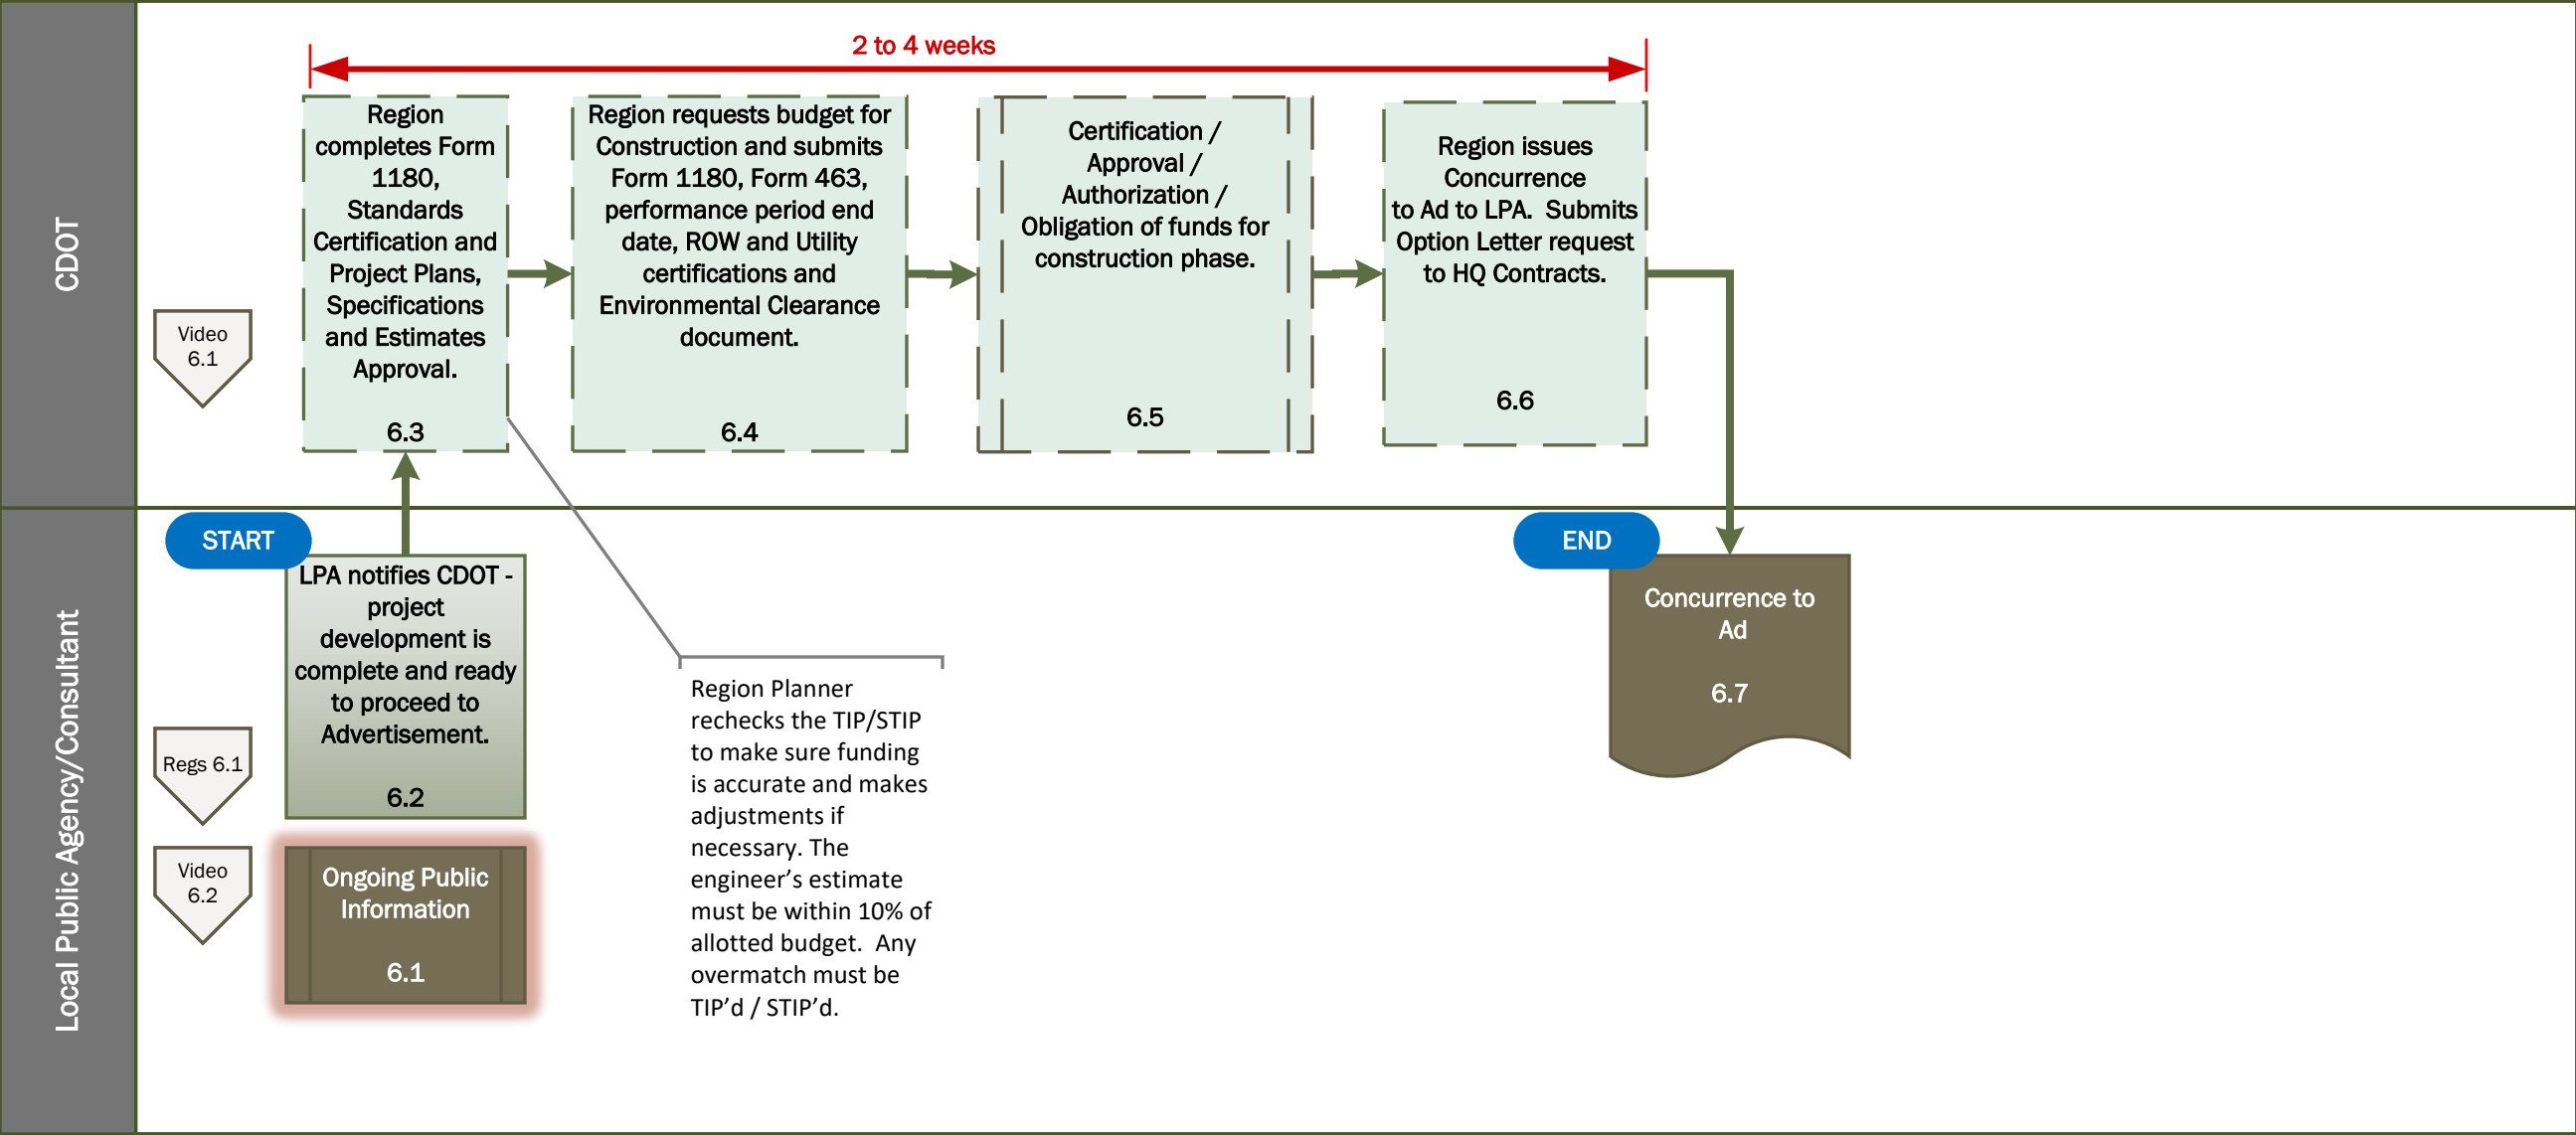 CDOT
2 to 4 weeks
Region
completes Form
1180,
Standards
Certification and
Project Plans,
Specifications
and Estimates
Approval.
6.3
Region requests budget for
Construction and submits
Form 1180, Form 463,
performance period end
date, ROW and Utility
certifications and
Environmental Clearance
document.
6.4
Certification /
Approval /
Authorization /
Obligation of funds for
construction phase.
6.5
Region issues
Concurrence
to Ad to LPA.  Submits
Option Letter request
to HQ Contracts.
6.6
Video
6.1
Local Public Agency/Consultant
START
LPA notifies CDOT -
project
development is
complete and ready
to proceed to
Advertisement.
6.2
Regs 6.1
Video
6.2
Ongoing Public
Information
6.1
Region Planner
rechecks the TIP/STIP
to make sure funding
is accurate and makes
adjustments if
necessary. The
engineer’s estimate
must be within 10% of
allotted budget.  Any
overmatch must be
TIP’d / STIP’d.
END
Concurrence to
Ad
6.7